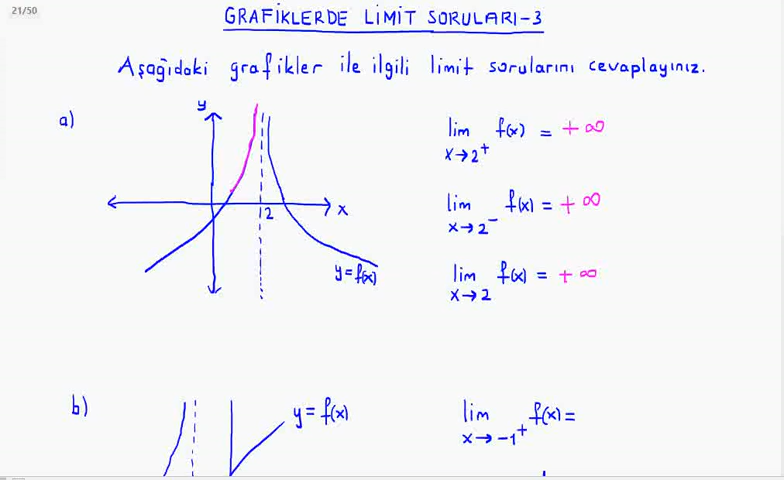 21/50
GRAFİKLERDE LİMİT SORULARI-3
Aşağıdaki grafikler ile ilgili limit sorularını cevaplayınız.
a)
y
x
2
y=f(x)
lim f(x) = +∞
x→2⁺
lim f(x) = +∞
x→2⁻
lim f(x) = +∞
x→2
b)
y=f(x)
lim f(x)=
x→-1⁺